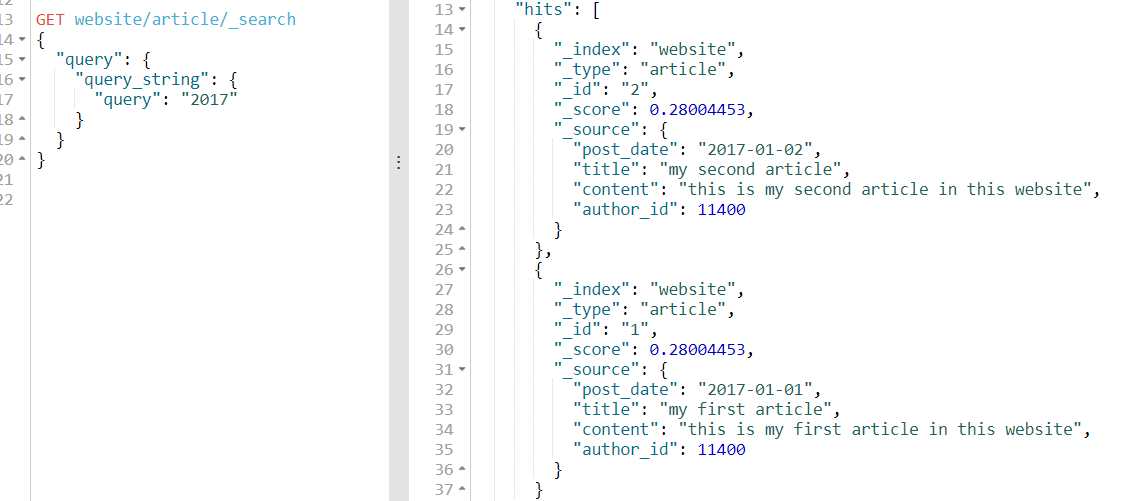 13 GET website/article/_search
14 {
15 "query": {
16 "query_string": {
17 "query": "2017"
18 }
19 }
20 }
21
22
13 "hits": [
14 {
15 "_index": "website",
16 "_type": "article",
17 "_id": "2",
18 "_score": 0.28004453,
19 "_source": {
20 "post_date": "2017-01-02",
21 "title": "my second article",
22 "content": "this is my second article in this website",
23 "author_id": 11400
24 }
25 },
26 {
27 "_index": "website",
28 "_type": "article",
29 "_id": "1",
30 "_score": 0.28004453,
31 "_source": {
32 "post_date": "2017-01-01",
33 "title": "my first article",
34 "content": "this is my first article in this website",
35 "author_id": 11400
36 }
37 }